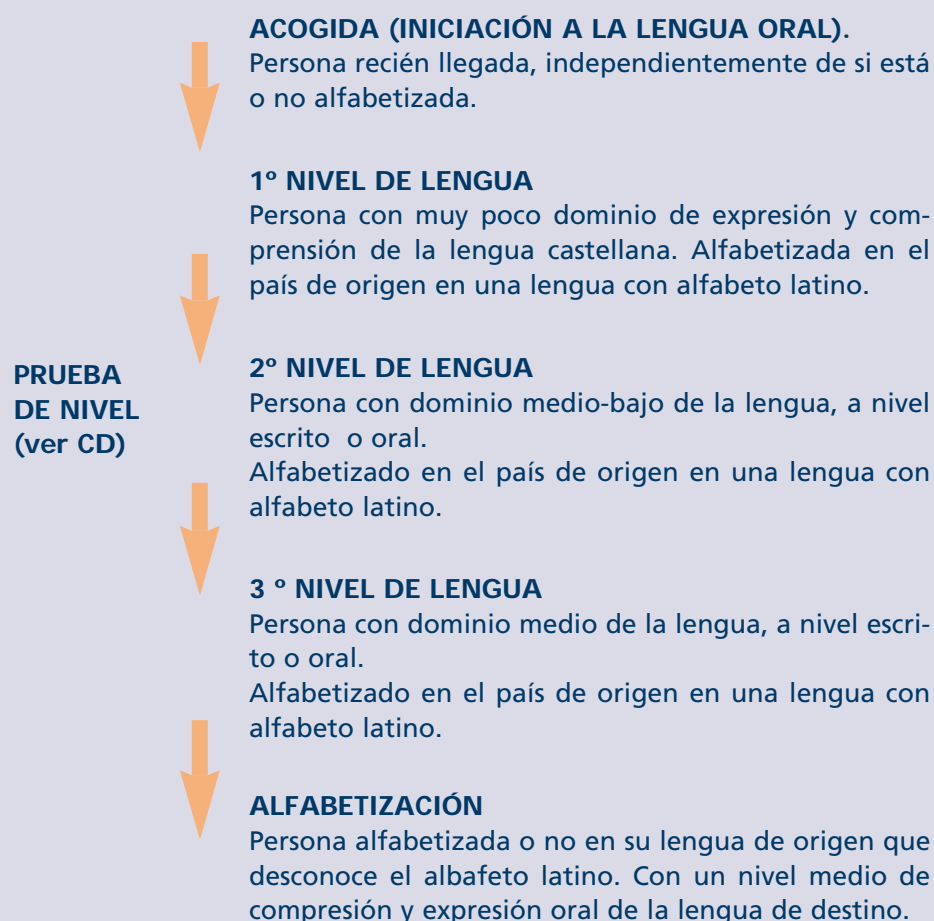 ACOGIDA (INICIACIÓN A LA LENGUA ORAL).
Persona recién llegada, independientemente de si está
o no alfabetizada.
1º NIVEL DE LENGUA
Persona con muy poco dominio de expresión y com-
prensión de la lengua castellana. Alfabetizada en el
país de origen en una lengua con alfabeto latino.
PRUEBA
DE NIVEL
(ver CD)
2º NIVEL DE LENGUA
Persona con dominio medio-bajo de la lengua, a nivel
escrito o oral.
Alfabetizado en el país de origen en una lengua con
alfabeto latino.
3 º NIVEL DE LENGUA
Persona con dominio medio de la lengua, a nivel escri-
to o oral.
Alfabetizado en el país de origen en una lengua con
alfabeto latino.
ALFABETIZACIÓN
Persona alfabetizada o no en su lengua de origen que
desconoce el albafeto latino. Con un nivel medio de
compresión y expresión oral de la lengua de destino.